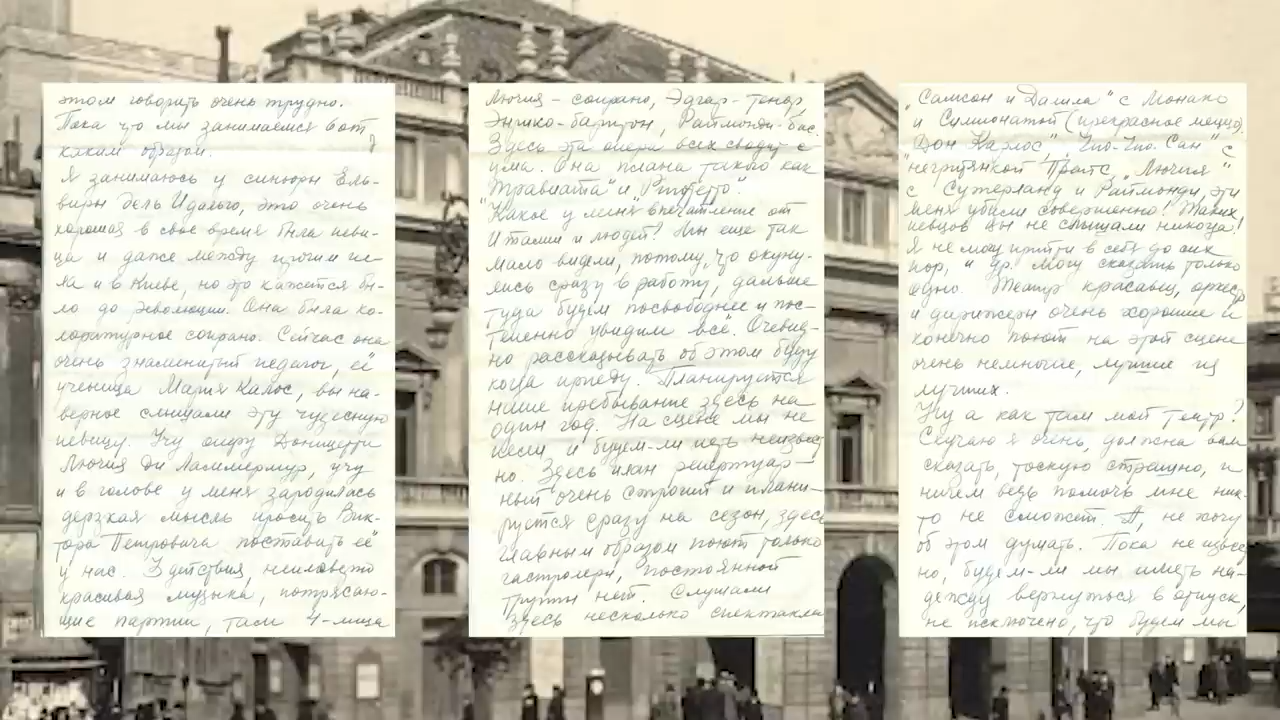 этом говорить очень трудно.
Пока что мы занимаемся вот
каким образом.
Я занимаюсь у синьоры Эль-
виры Дель Идальго, это очень
хорошая в свое время была певи-
ца и даже между прочим пе-
ла и в Киеве, но это кажется бы-
ло до революции. Она была ко-
лоратурное сопрано. Сейчас она
очень знаменитый педагог, её
ученица Мария Калос, вы на-
верное слышали эту чудесную
певицу. Учу оперу Доницетти
Лючия ди Ламмермур, учу
и в голове у меня зародилась
дерзкая мысль просить Вик-
тора Петровича поставить её
у нас. 3 действия, неимоверно
красивая музыка, потрясаю-
щие партии, там 4-лица
Лючия - сопрано, Эдгар - тенор,
Энрико - баритон, Раймонди - бас.
Здесь эта опера всех сводит с
ума. Она плана такого как
"Травиата" и "Риголетто".
"Какое у меня" впечатление от
Италии и людей? Мы еще так
мало видели, потому, что окуну-
лись сразу в работу, дальше
туда будем посвободнее и пос-
тепенно увидим всё. Очевид-
но рассказывать об этом буду
когда приеду. Планируется
наше пребывание здесь на
один год. На сцене мы не
пели и будем-ли петь неизвест
но. Здесь план репертуар-
ный очень строгий и плани-
руется сразу на сезон, здесь
главным образом поют только
гастролеры, постоянной
труппы нет. Слушали
здесь несколько спектакле
"Самсон и Далила" с Монако
и Симионатой (прекрасное меццо).
"Дон Карлос", "Чио-Чио-Сан" с
негритянкой Прайс, "Лючия"
с Сузерланд и Раймонди, эти
меня убили совершенно! Таких
певцов вы не слышали никогда!
Я не могу прийти в себя до сих
пор, и др. Могу сказать только
одно. Театр красавец, оркестр
и дирижеры очень хорошие и
конечно поют на этой сцене
очень немногие, лучшие из
лучших.
Ну а как там мой театр?
Скучаю я очень, должна вам
сказать, тоскую страшно, и
ничем ведь помочь мне ник-
то не сможет. А, не хочу
об этом думать. Пока не извест
но, будем-ли мы иметь на-
дежду вернуться в отпуск,
не исключено, что будем мы